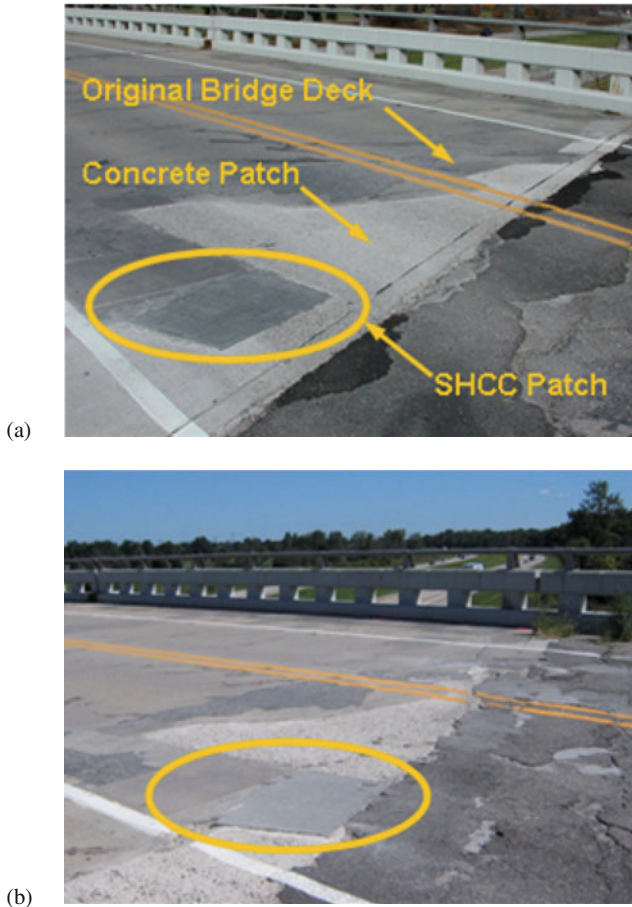 Original Bridge Deck
Concrete Patch
SHCC Patch
(a)
(b)